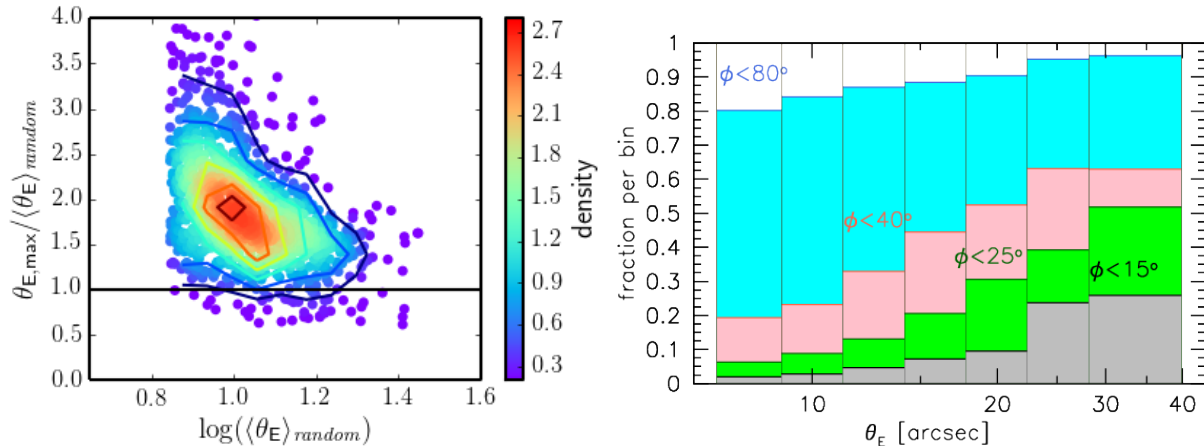 4.0
3.5
3.0
2.5
2.0
1.5
1.0
0.5
0.0
θE,max/⟨θE⟩ramdom
0.8 1.0 1.2 1.4 1.6
log(⟨θE⟩random)
2.7
2.4
2.1
1.8
1.5
1.2
0.9
0.6
0.3
density
1
0.9
0.8
0.7
0.6
0.5
0.4
0.3
0.2
0.1
0
fraction per bin
ϕ<80°
ϕ<40°
ϕ<25°
ϕ<15°
10 20 30 40
θE [arcsec]